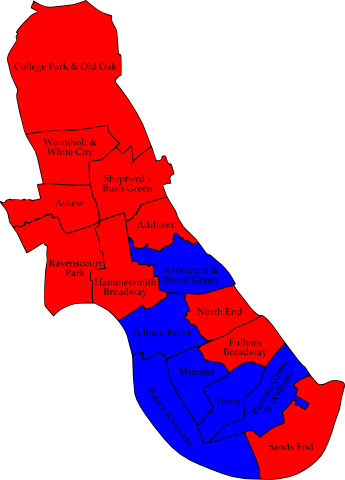 College Park & Old Oak
Wormholt &
White City
Shepherd's
Bush Green
Askew
Addison
Ravenscourt
Park
Hammersmith
Broadway
Avonmore &
Brook Green
North End
Fulham Reach
Fulham
Broadway
Munster
Town
Parsons Green
& Walham
Palace Riverside
Sands End